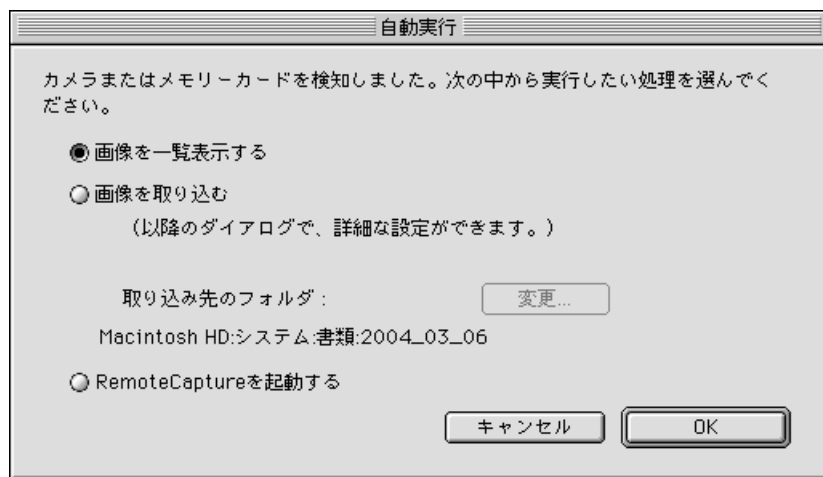 自動実行
カメラまたはメモリーカードを検知しました。次の中から実行したい処理を選んでく
ださい。
画像を一覧表示する
画像を取り込む
(以降のダイアログで、詳細な設定ができます。)
取り込み先のフォルダ： 変更...
Macintosh HD:システム:書類:2004_03_06
RemoteCaptureを起動する
キャンセル OK